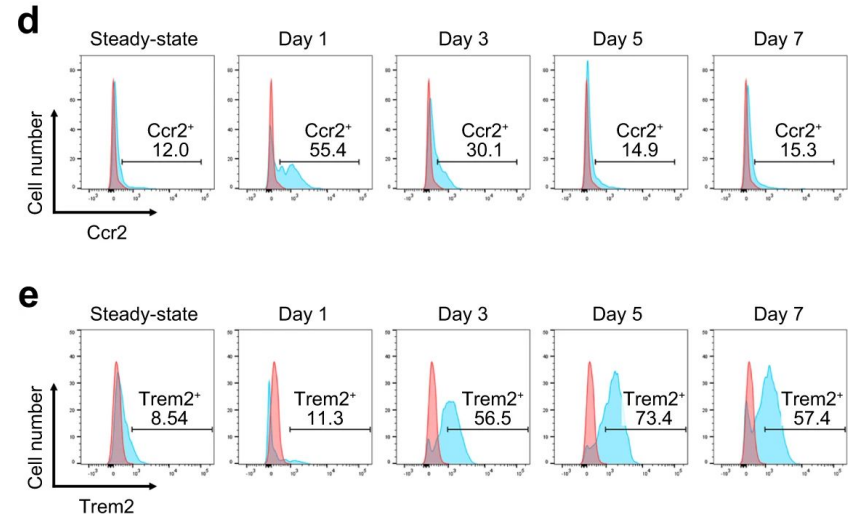 d
Steady-state Day 1 Day 3 Day 5 Day 7
Ccr2⁺ Ccr2⁺ Ccr2⁺ Ccr2⁺ Ccr2⁺
12.0 55.4 30.1 14.9 15.3
Cell number
Ccr2
e
Steady-state Day 1 Day 3 Day 5 Day 7
Trem2⁺ Trem2⁺ Trem2⁺ Trem2⁺ Trem2⁺
8.54 11.3 56.5 73.4 57.4
Cell number
Trem2